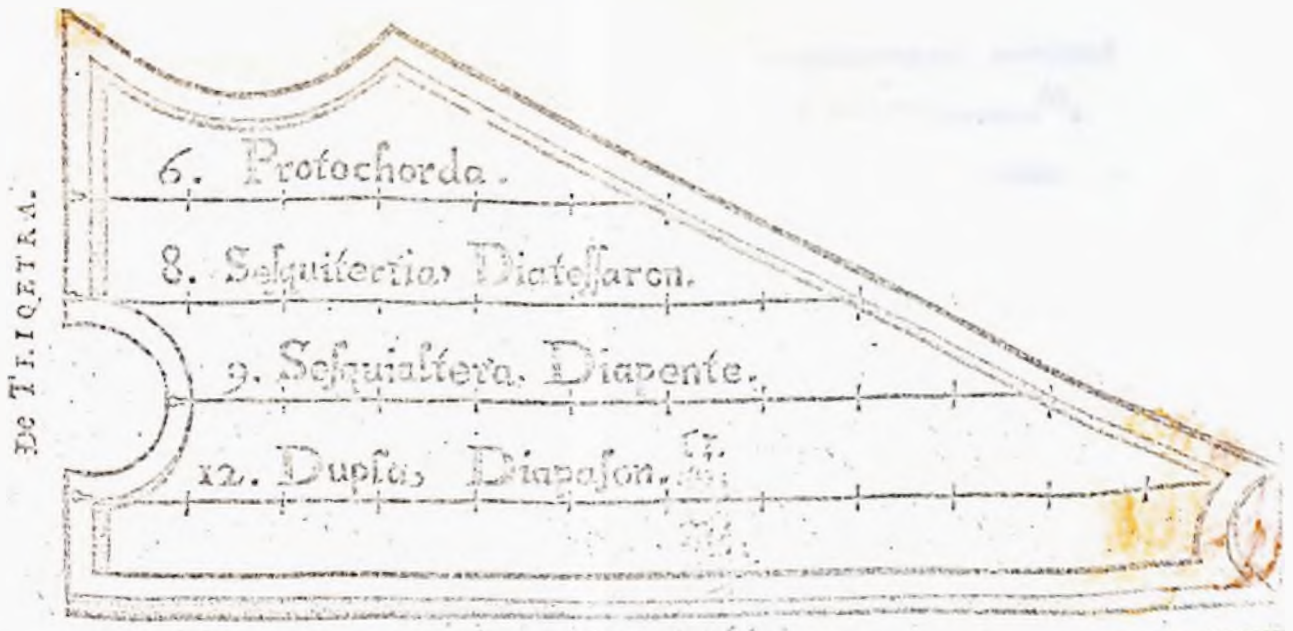 De TRIQETRA.
6. Protochorda.
8. Seſquitertia, Diateſſaron.
9. Seſquialtera. Diapente.
12. Dupla, Diapaſon.